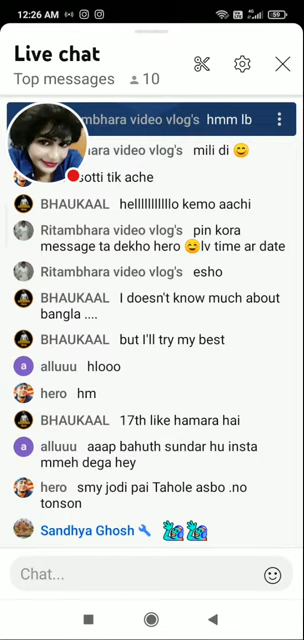 12:26 AM
59
Live chat
Top messages 10
ambhara video vlog's hmm lb
hara video vlog's mili di 😊
sotti tik ache
BHAUKAAL helllllllllllo kemo aachi
Ritambhara video vlog's pin kora
message ta dekho hero 😊lv time ar date
Ritambhara video vlog's esho
BHAUKAAL I doesn't know much about
bangla ....
BHAUKAAL but I'll try my best
alluuu hlooo
hero hm
BHAUKAAL 17th like hamara hai
alluuu aaap bahuth sundar hu insta
mmeh dega hey
hero smy jodi pai Tahole asbo .no
tonson
Sandhya Ghosh
Chat...